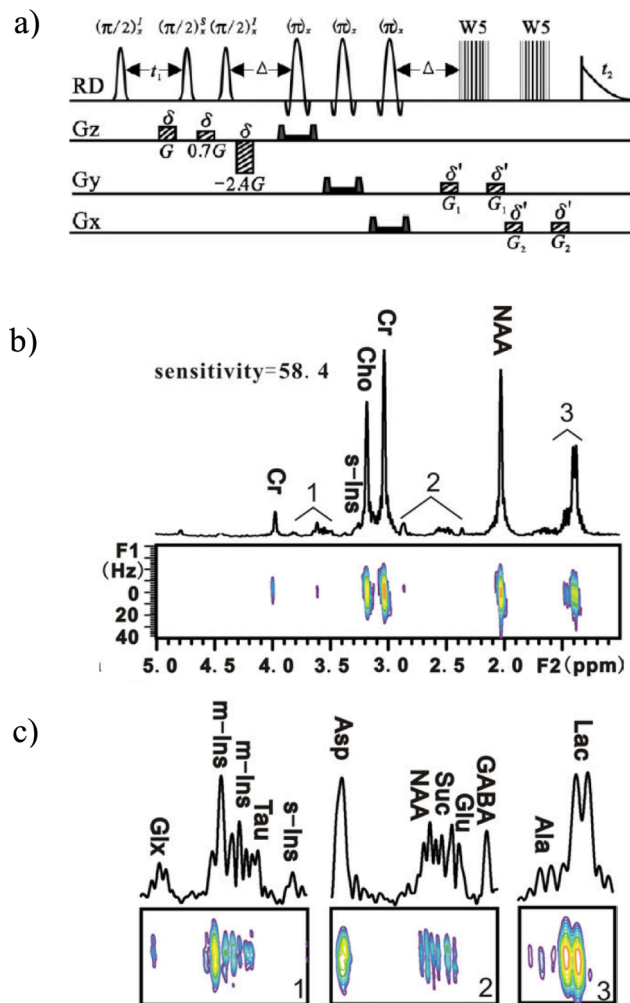 a)
(π/2)ᴵₓ (π/2)ˢₓ (π/2)ᴵₓ (π)ₓ (π)ₓ (π)ₓ W5 W5
t₁ Δ Δ t₂
RD
Gz δ δ δ
G 0.7G
−2.4G
Gy δ' δ'
G₁ G₁
Gx δ' δ'
G₂ G₂
b)
sensitivity=58. 4
Cr 1 s-Ins Cho Cr 2 NAA 3
F1
(Hz)
0
20
40
5.0 4.5 4.0 3.5 3.0 2.5 2.0 F2(ppm)
c)
Glx m-Ins m-Ins Tau s-Ins Asp NAA Suc Glu GABA Ala Lac
1 2 3